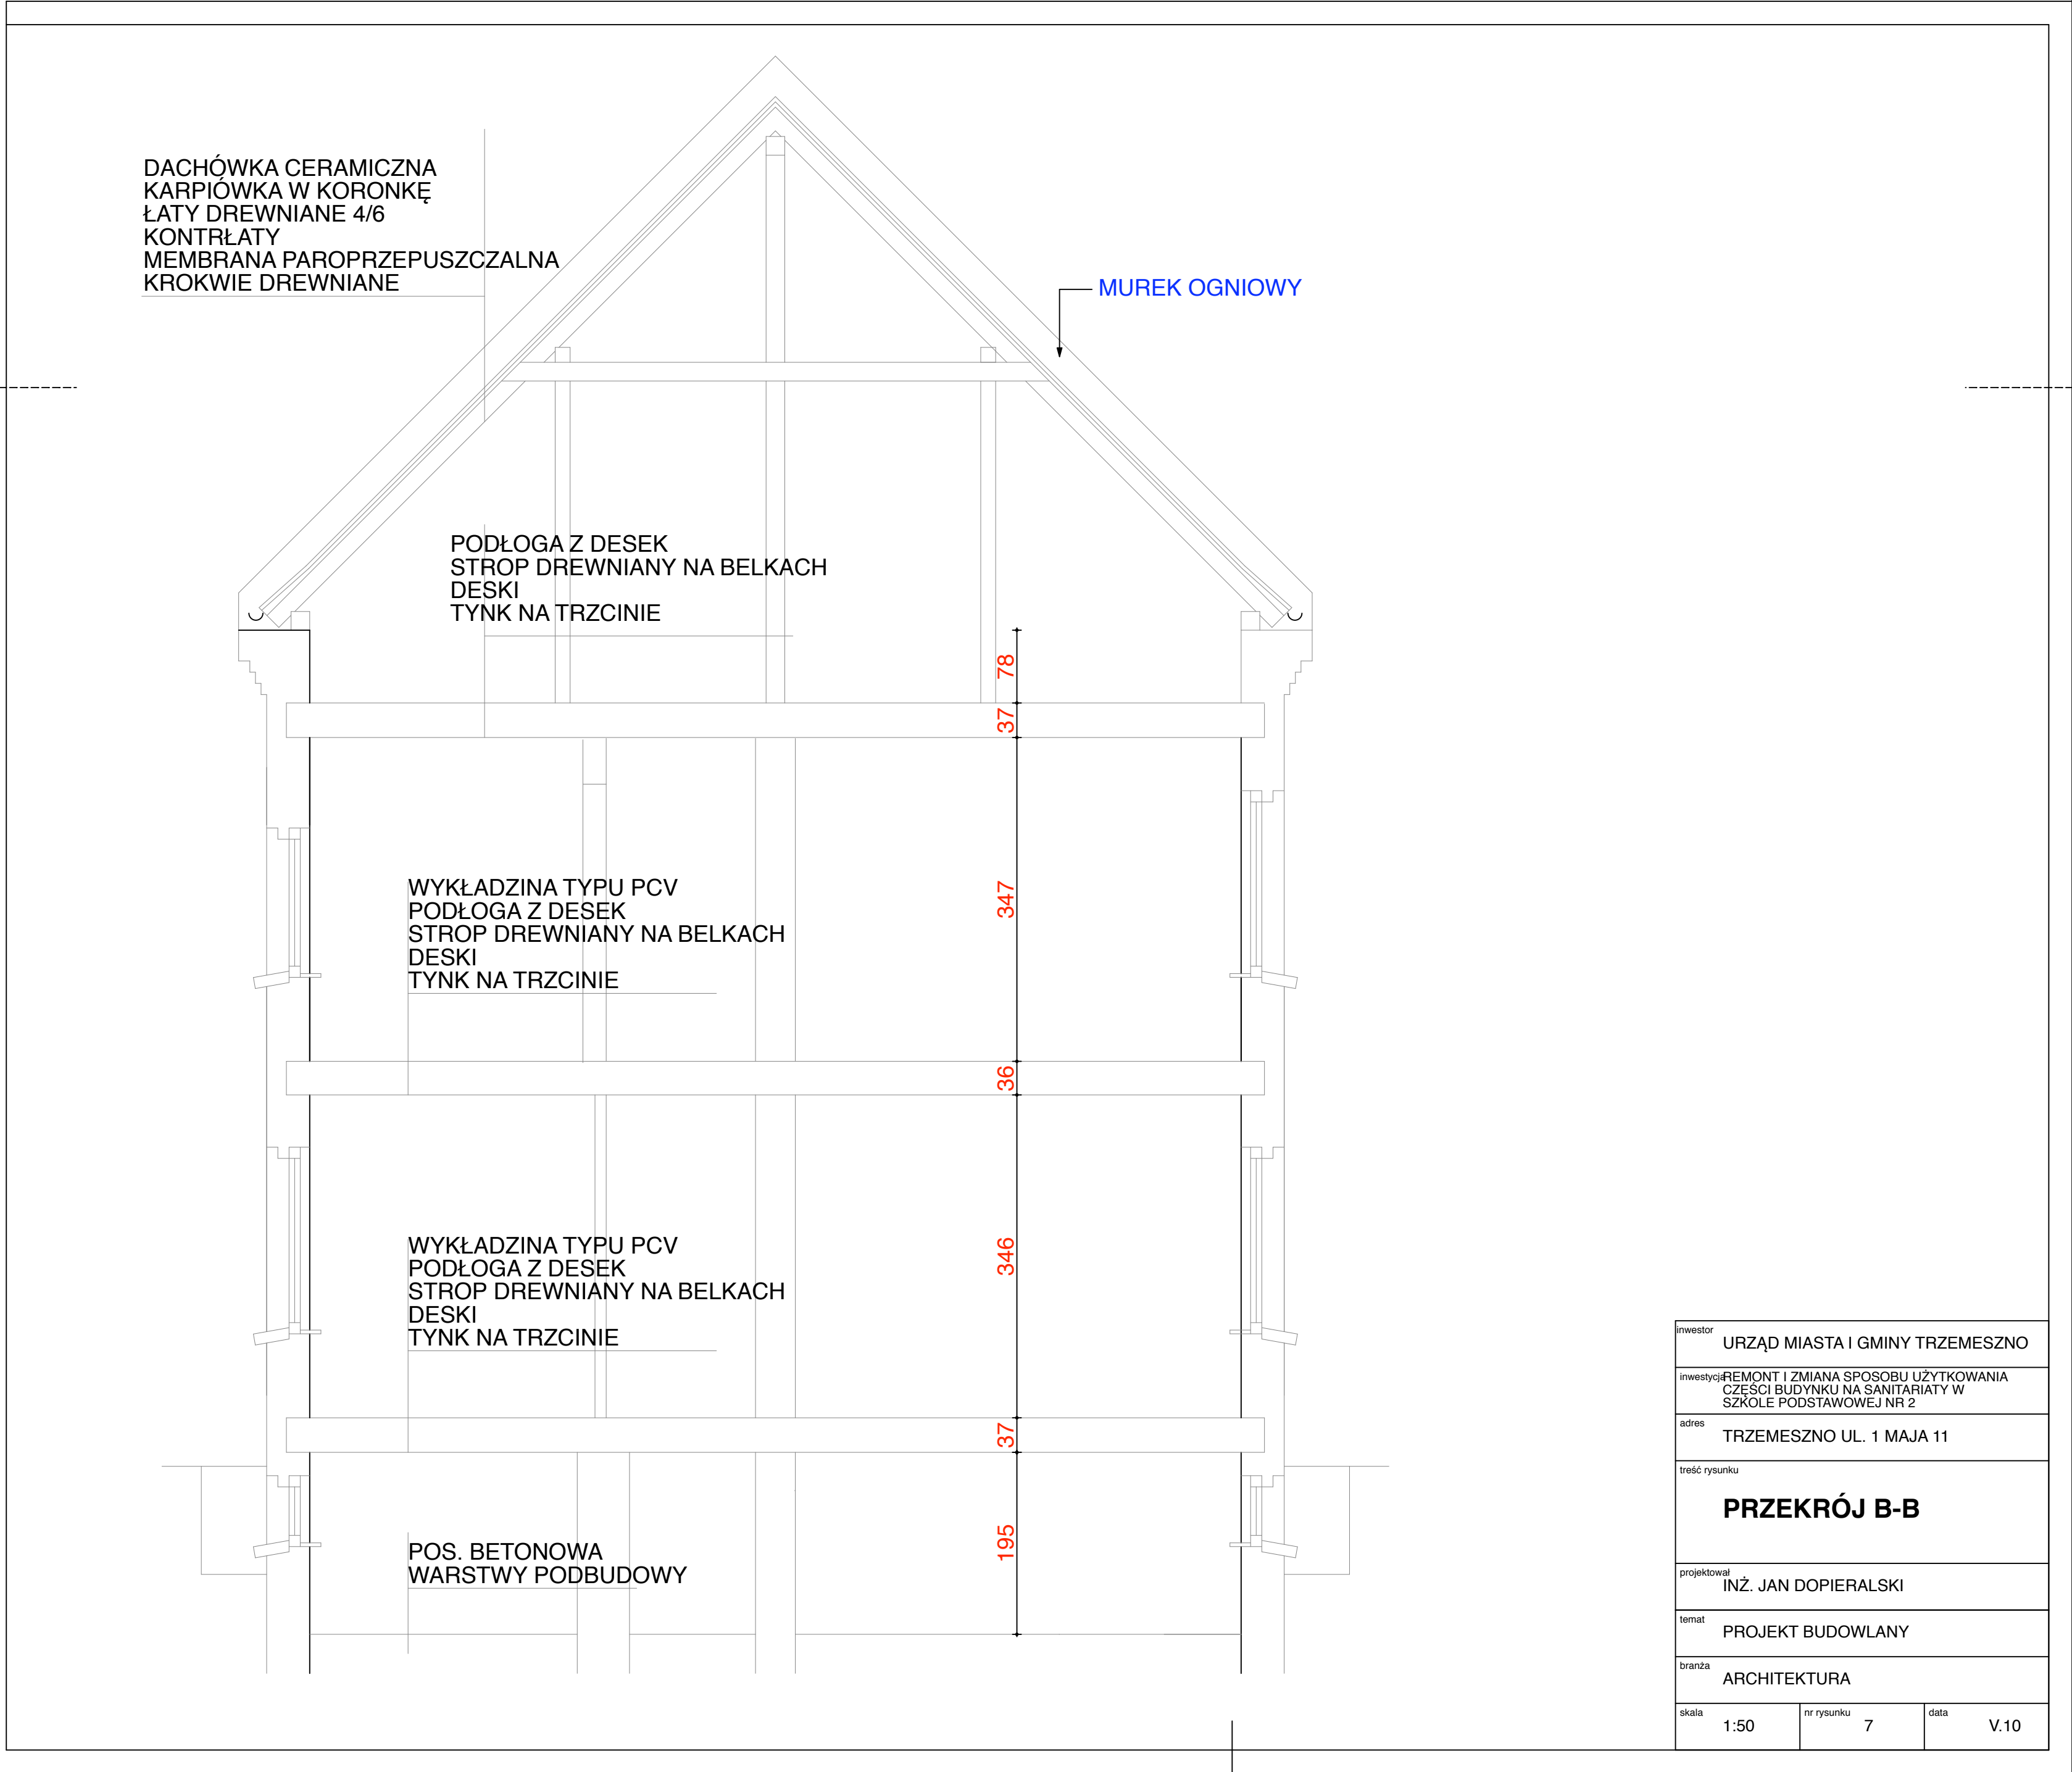 DACHÓWKA CERAMICZNA
KARPIÓWKA W KORONKĘ
ŁATY DREWNIANE 4/6
KONTRŁATY
MEMBRANA PAROPRZEPUSZCZALNA
KROKWIE DREWNIANE
MUREK OGNIOWY
PODŁOGA Z DESEK
STROP DREWNIANY NA BELKACH
DESKI
TYNK NA TRZCINIE
78
37
347
WYKŁADZINA TYPU PCV
PODŁOGA Z DESEK
STROP DREWNIANY NA BELKACH
DESKI
TYNK NA TRZCINIE
36
346
WYKŁADZINA TYPU PCV
PODŁOGA Z DESEK
STROP DREWNIANY NA BELKACH
DESKI
TYNK NA TRZCINIE
37
195
POS. BETONOWA
WARSTWY PODBUDOWY
inwestor
URZĄD MIASTA I GMINY TRZEMESZNO
inwestycja
REMONT I ZMIANA SPOSOBU UŻYTKOWANIA
CZĘŚCI BUDYNKU NA SANITARIATY W
SZKOLE PODSTAWOWEJ NR 2
adres
TRZEMESZNO UL. 1 MAJA 11
treść rysunku
PRZEKRÓJ B-B
projektował
INŻ. JAN DOPIERALSKI
temat
PROJEKT BUDOWLANY
branża
ARCHITEKTURA
skala
1:50
nr rysunku
7
data
V.10